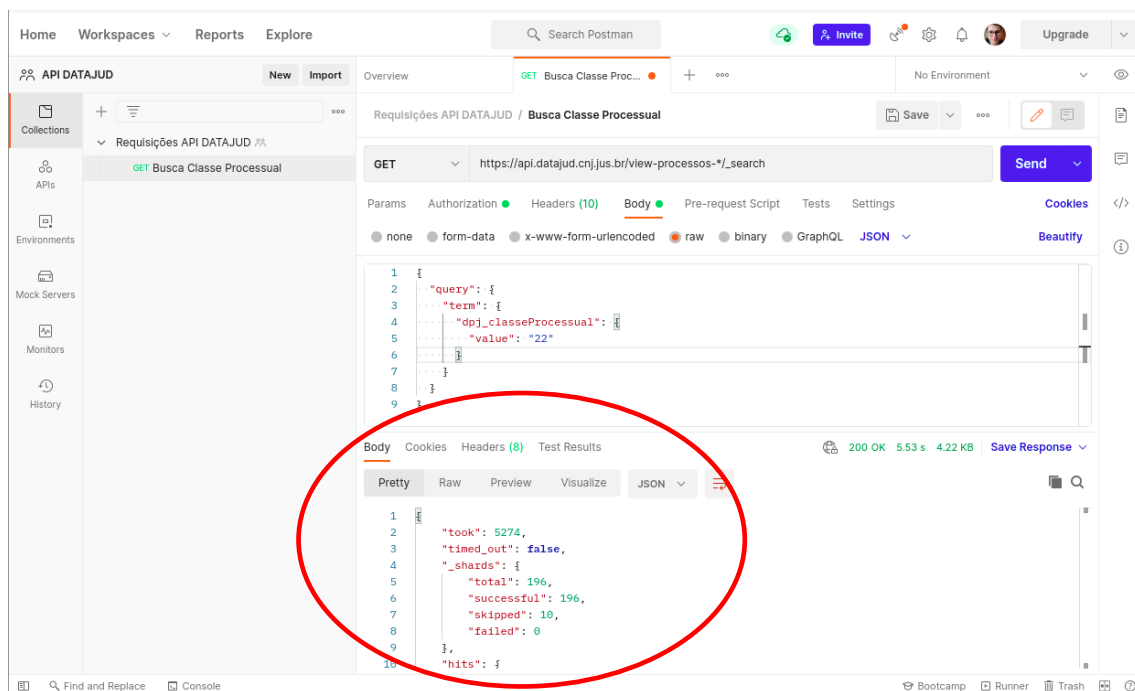 Home Workspaces Reports Explore Search Postman Invite Upgrade
API DATAJUD New Import Overview GET Busca Classe Proc... No Environment
Collections
Requisições API DATAJUD / Busca Classe Processual Save
Requisições API DATAJUD
GET Busca Classe Processual
APIs
Environments
Mock Servers
Monitors
History
GET https://api.datajud.cnj.jus.br/view-processos-*/_search Send
Params Authorization Headers (10) Body Pre-request Script Tests Settings Cookies
none form-data x-www-form-urlencoded raw binary GraphQL JSON Beautify
1 {
2 "query": {
3 "term": {
4 "dpj_classeProcessual": {
5 "value": "22"
6 }
7 }
8 }
9 }
Body Cookies Headers (8) Test Results 200 OK 5.53 s 4.22 KB Save Response
Pretty Raw Preview Visualize JSON
1 {
2 "took": 5274,
3 "timed_out": false,
4 "_shards": {
5 "total": 196,
6 "successful": 196,
7 "skipped": 10,
8 "failed": 0
9 },
10 "hits": {
Find and Replace Console Bootcamp Runner Trash